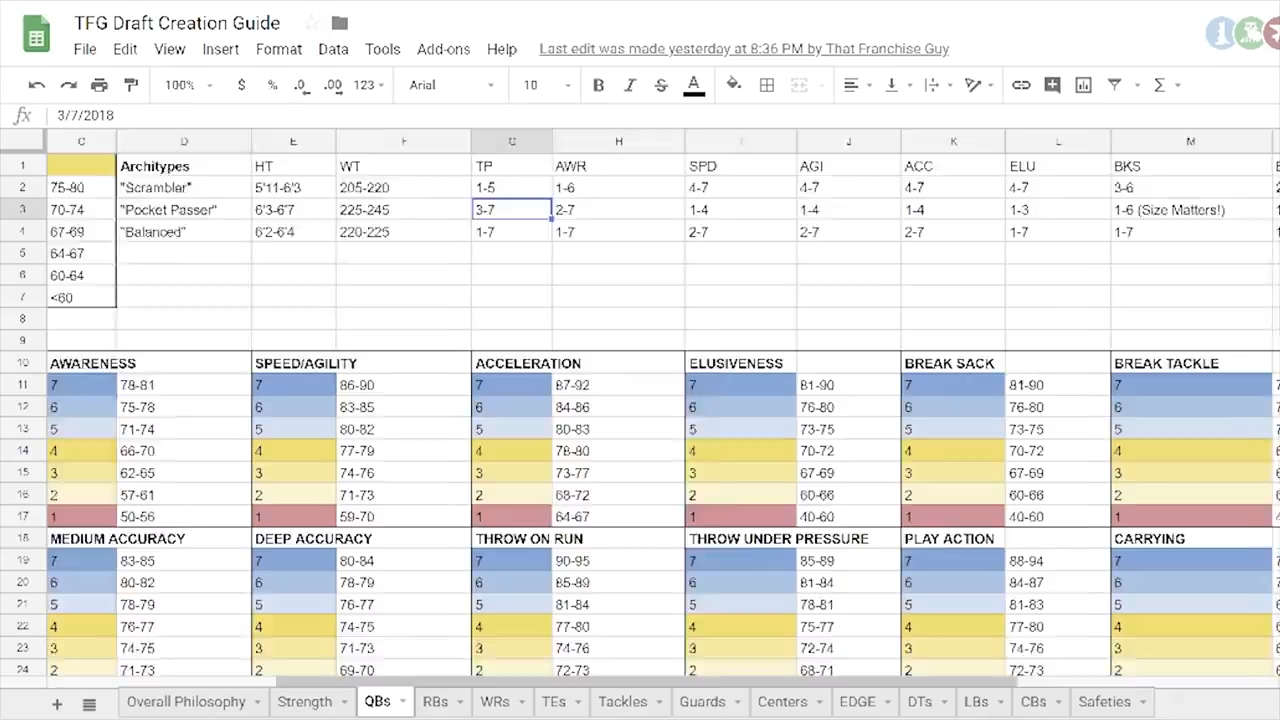 TFG Draft Creation Guide
File Edit View Insert Format Data Tools Add-ons Help Last edit was made yesterday at 8:36 PM by That Franchise Guy
100% $ % .0 .00 123 Arial 10 B I S A Σ
fx 3/7/2018
C D E F G H I J K L M
1 Architypes HT WT TP AWR SPD AGI ACC ELU BKS
2 75-80 "Scrambler" 5'11-6'3 205-220 1-5 1-6 4-7 4-7 4-7 4-7 3-6
3 70-74 "Pocket Passer" 6'3-6'7 225-245 3-7 2-7 1-4 1-4 1-4 1-3 1-6 (Size Matters!)
4 67-69 "Balanced" 6'2-6'4 220-225 1-7 1-7 2-7 2-7 2-7 1-7 1-7
5 64-67
6 60-64
7 <60
8
9
10 AWARENESS SPEED/AGILITY ACCELERATION ELUSIVENESS BREAK SACK BREAK TACKLE
11 7 78-81 7 86-90 7 87-92 7 81-90 7 81-90 7
12 6 75-78 6 83-85 6 84-86 6 76-80 6 76-80 6
13 5 71-74 5 80-82 5 80-83 5 73-75 5 73-75 5
14 4 66-70 4 77-79 4 78-80 4 70-72 4 70-72 4
15 3 62-65 3 74-76 3 73-77 3 67-69 3 67-69 3
16 2 57-61 2 71-73 2 68-72 2 60-66 2 60-66 2
17 1 50-56 1 59-70 1 64-67 1 40-60 1 40-60 1
18 MEDIUM ACCURACY DEEP ACCURACY THROW ON RUN THROW UNDER PRESSURE PLAY ACTION CARRYING
19 7 83-85 7 80-84 7 90-95 7 85-89 7 88-94 7
20 6 80-82 6 78-79 6 85-89 6 81-84 6 84-87 6
21 5 78-79 5 76-77 5 81-84 5 78-81 5 81-83 5
22 4 76-77 4 74-75 4 77-80 4 75-77 4 77-80 4
23 3 74-75 3 71-73 3 74-76 3 72-74 3 74-76 3
24 2 71-73 2 69-70 2 72-73 2 68-71 2 72-73 2
+ Overall Philosophy Strength QBs RBs WRs TEs Tackles Guards Centers EDGE DTs LBs CBs Safeties